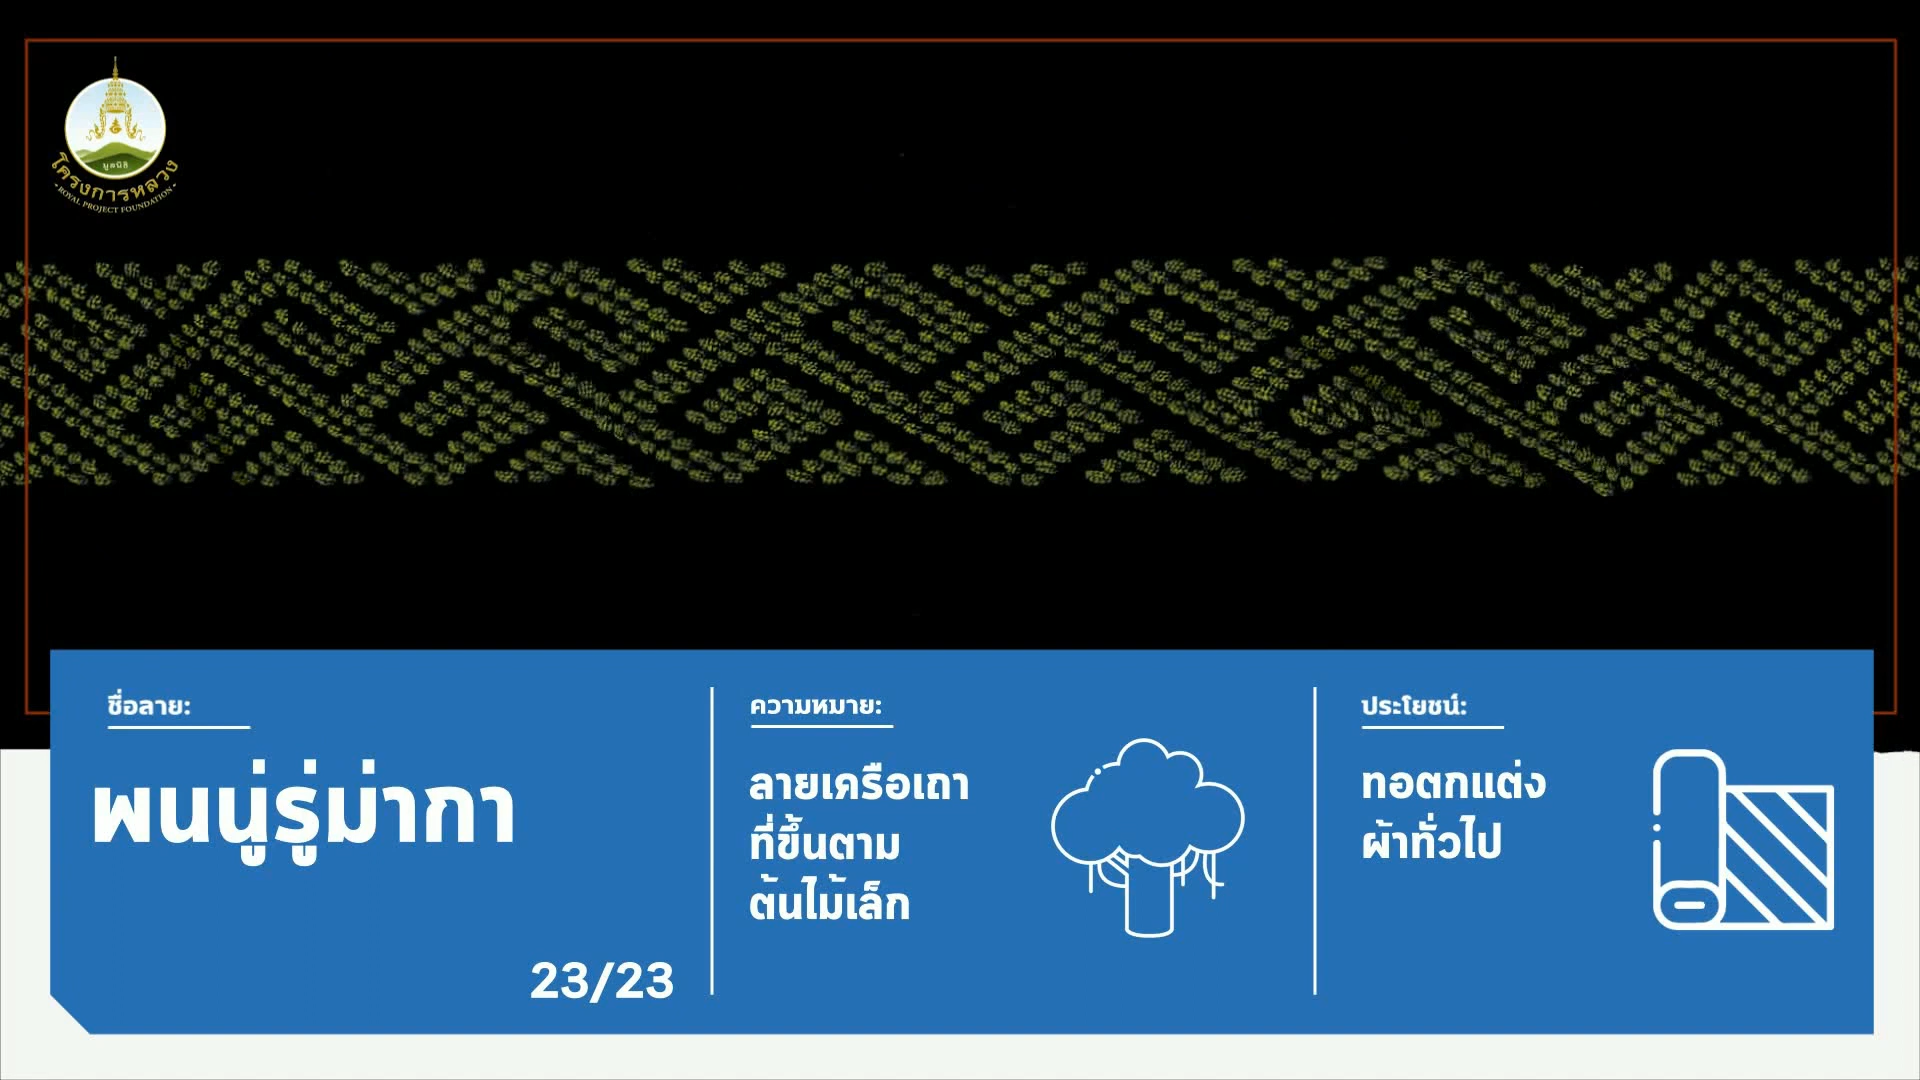 มูลนิธิ
โครงการหลวง
• ROYAL PROJECT FOUNDATION •
ชื่อลาย:
พนนู่รู่ม่ากา
23/23
ความหมาย:
ลายเครือเถา
ที่ขึ้นตาม
ต้นไม้เล็ก
ประโยชน์:
ทอตกแต่ง
ผ้าทั่วไป